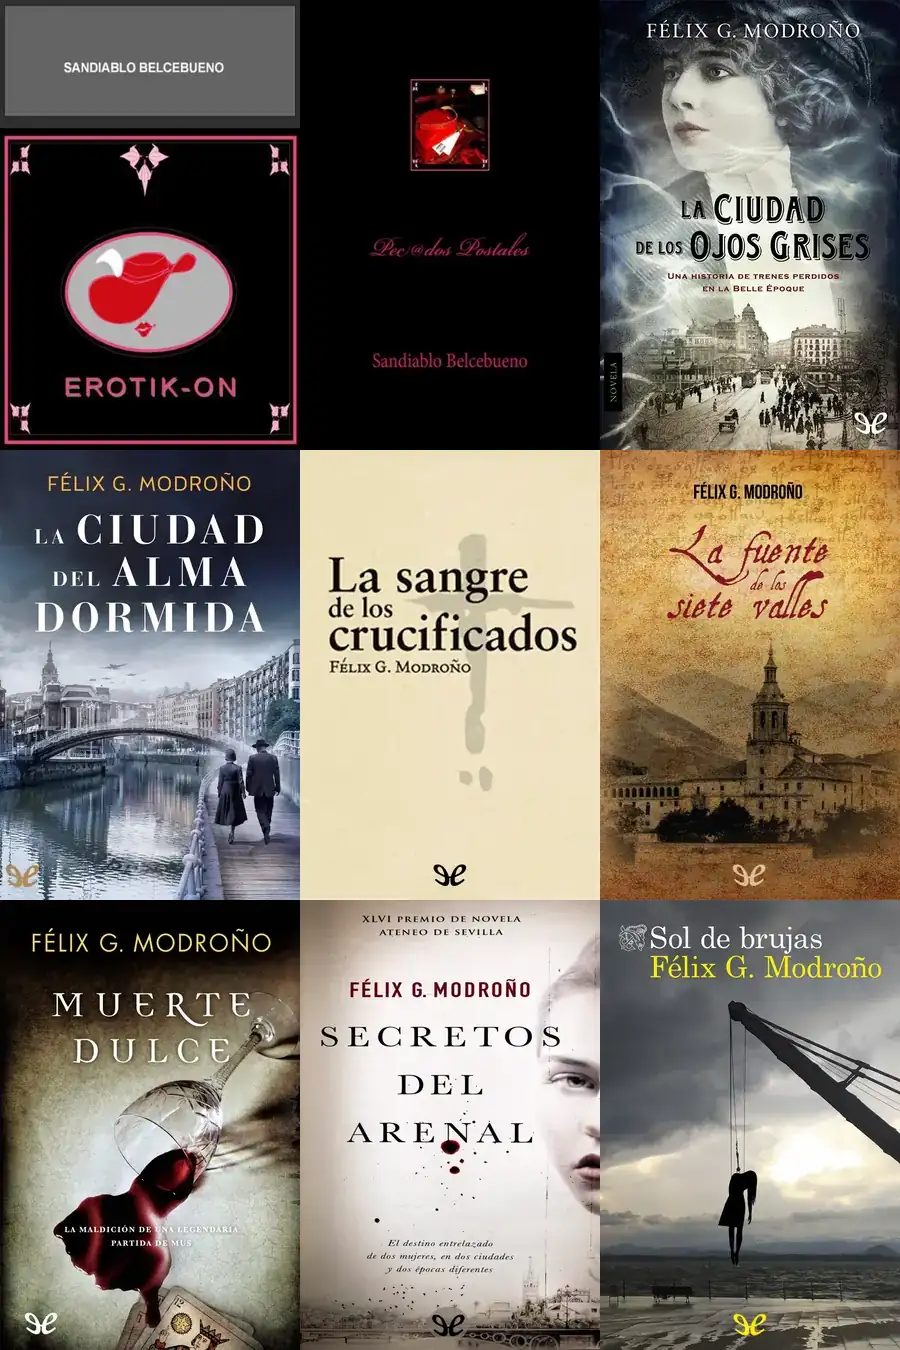 SANDIABLO BELCEBUENO
EROTIK-ON
Pec@dos Postales
Sandiablo Belcebueno
FÉLIX G. MODROÑO
LA CIUDAD
DE LOS OJOS GRISES
UNA HISTORIA DE TRENES PERDIDOS
EN LA BELLE ÉPOQUE
NOVELA
FÉLIX G. MODROÑO
LA CIUDAD
DEL ALMA
DORMIDA
La sangre
de los
crucificados
FÉLIX G. MODROÑO
FÉLIX G. MODROÑO
La fuente
de los
siete valles
FÉLIX G. MODROÑO
MUERTE
DULCE
LA MALDICIÓN DE UNA LEGENDARIA
PARTIDA DE MUS
XLVI PREMIO DE NOVELA
ATENEO DE SEVILLA
FÉLIX G. MODROÑO
SECRETOS
DEL
ARENAL
El destino entrelazado
de dos mujeres, en dos ciudades
y dos épocas diferentes
Sol de brujas
Félix G. Modroño